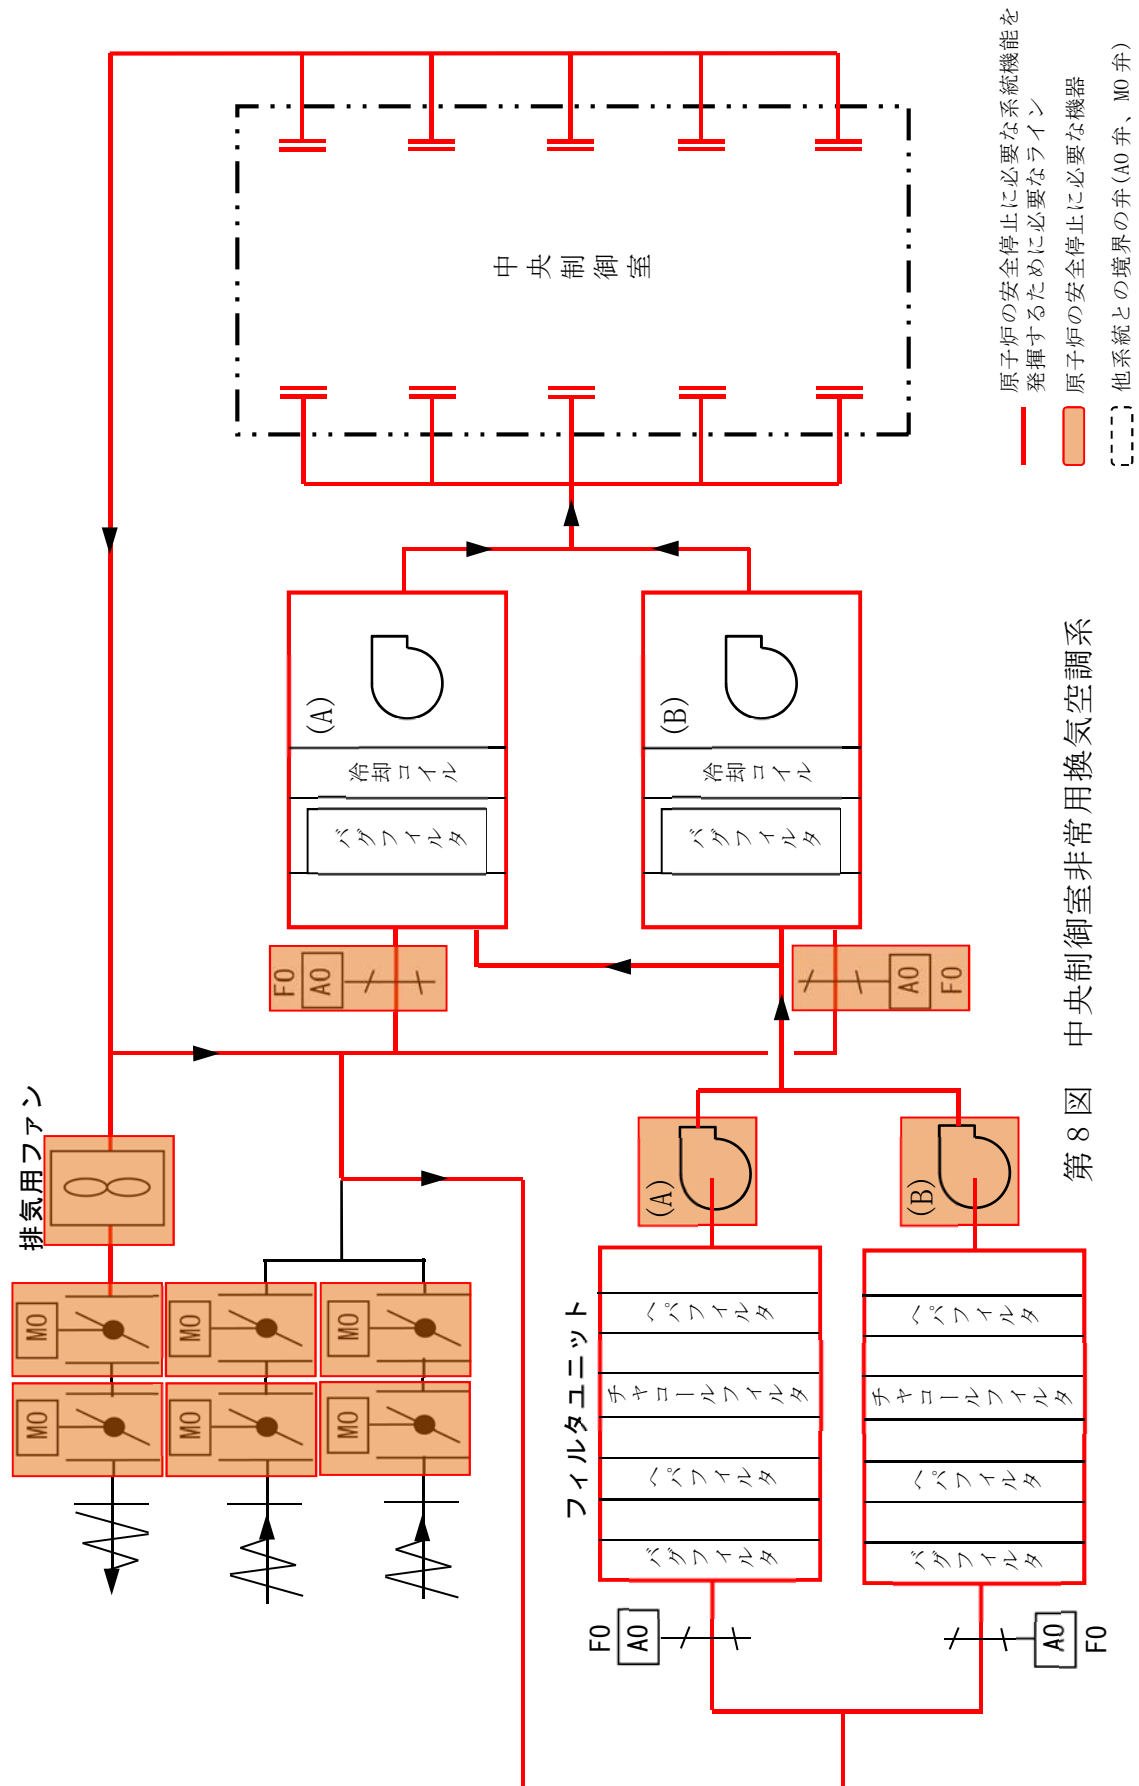 中央制御室
(A)
冷却コイル
バグフィルタ
(B)
冷却コイル
バグフィルタ
FO
AO
AO
FO
排気用ファン
MO
MO
MO
MO
MO
MO
(A)
(B)
フィルタユニット
ヘパフィルタ
チャコールフィルタ
ヘパフィルタ
バグフィルタ
ヘパフィルタ
チャコールフィルタ
ヘパフィルタ
バグフィルタ
FO
AO
AO
FO
原子炉の安全停止に必要な系統機能を
発揮するために必要なライン
原子炉の安全停止に必要な機器
他系統との境界の弁(AO弁、MO弁)
第8図 中央制御室非常用換気空調系